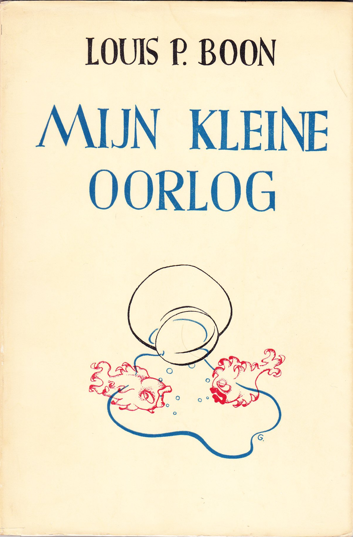 LOUIS P. BOON
MIJN KLEINE
OORLOG
G.